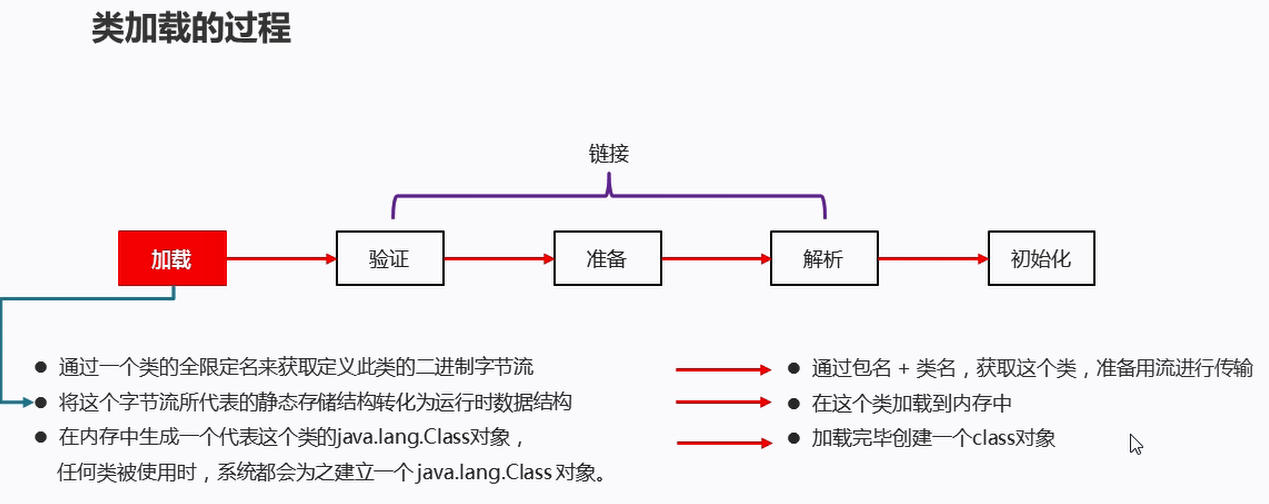 类加载的过程
链接
加载
验证
准备
解析
初始化
● 通过一个类的全限定名来获取定义此类的二进制字节流
● 通过包名 + 类名，获取这个类，准备用流进行传输
● 将这个字节流所代表的静态存储结构转化为运行时数据结构
● 在这个类加载到内存中
● 在内存中生成一个代表这个类的java.lang.Class对象，
● 加载完毕创建一个class对象
任何类被使用时，系统都会为之建立一个 java.lang.Class 对象。